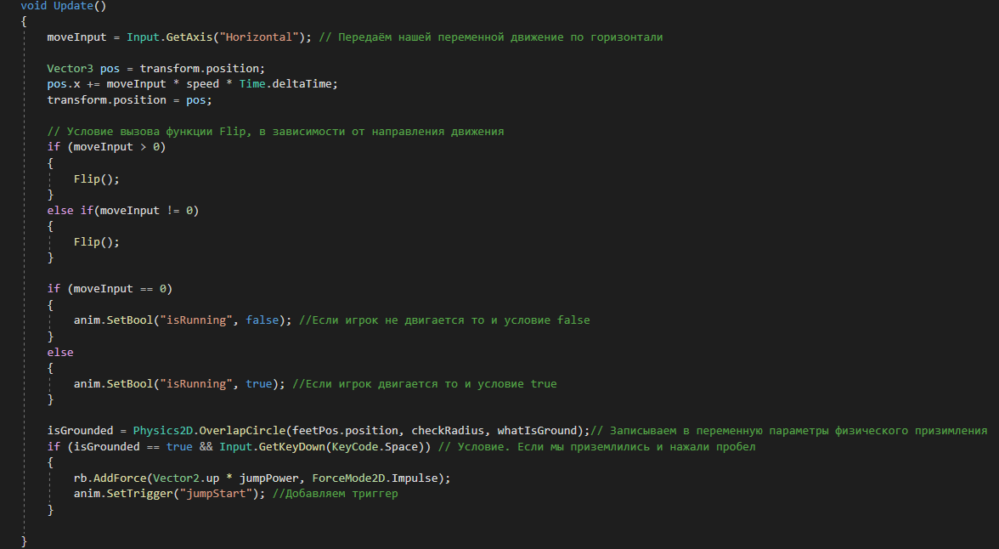 void Update()
{
moveInput = Input.GetAxis("Horizontal"); // Передаём нашей переменной движение по горизонтали
Vector3 pos = transform.position;
pos.x += moveInput * speed * Time.deltaTime;
transform.position = pos;
// Условие вызова функции Flip, в зависимости от направления движения
if (moveInput > 0)
{
Flip();
}
else if(moveInput != 0)
{
Flip();
}
if (moveInput == 0)
{
anim.SetBool("isRunning", false); //Если игрок не двигается то и условие false
}
else
{
anim.SetBool("isRunning", true); //Если игрок двигается то и условие true
}
isGrounded = Physics2D.OverlapCircle(feetPos.position, checkRadius, whatIsGround);// Записываем в переменную параметры физического призимления
if (isGrounded == true && Input.GetKeyDown(KeyCode.Space)) // Условие. Если мы приземлились и нажали пробел
{
rb.AddForce(Vector2.up * jumpPower, ForceMode2D.Impulse);
anim.SetTrigger("jumpStart"); //Добавляем триггер
}
}